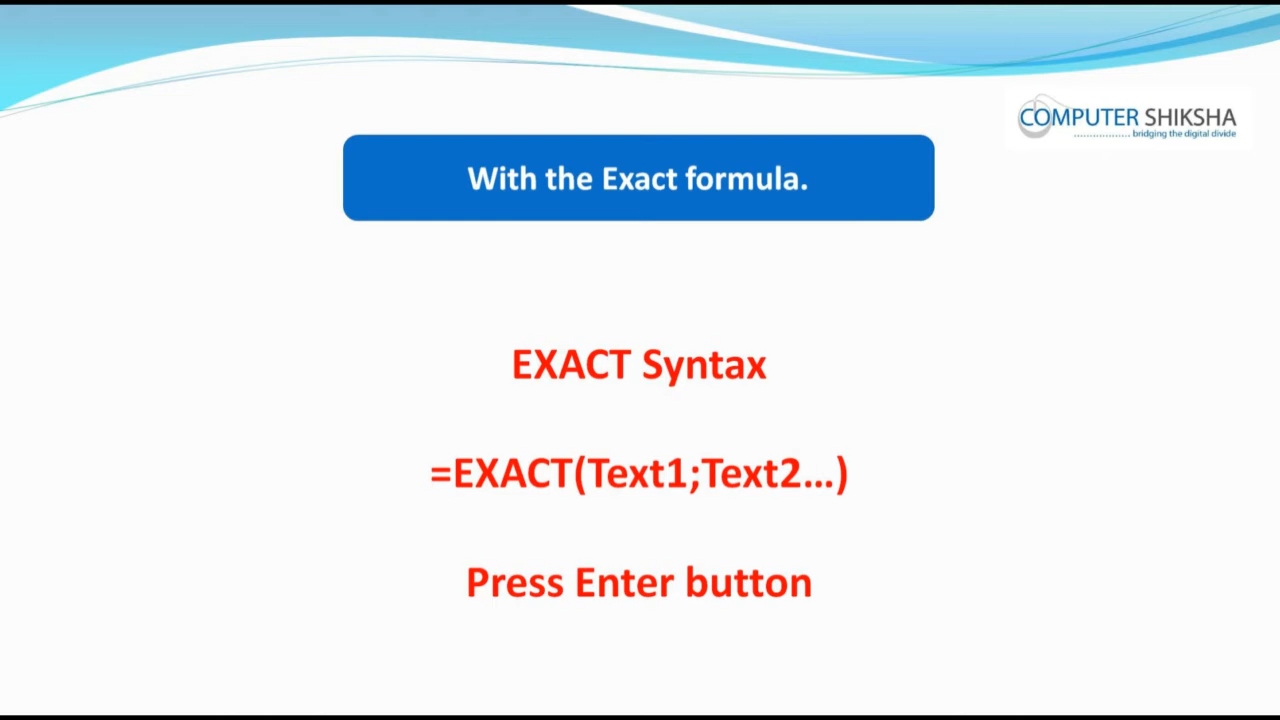 COMPUTER SHIKSHA
bridging the digital divide
With the Exact formula.
EXACT Syntax
=EXACT(Text1;Text2...)
Press Enter button